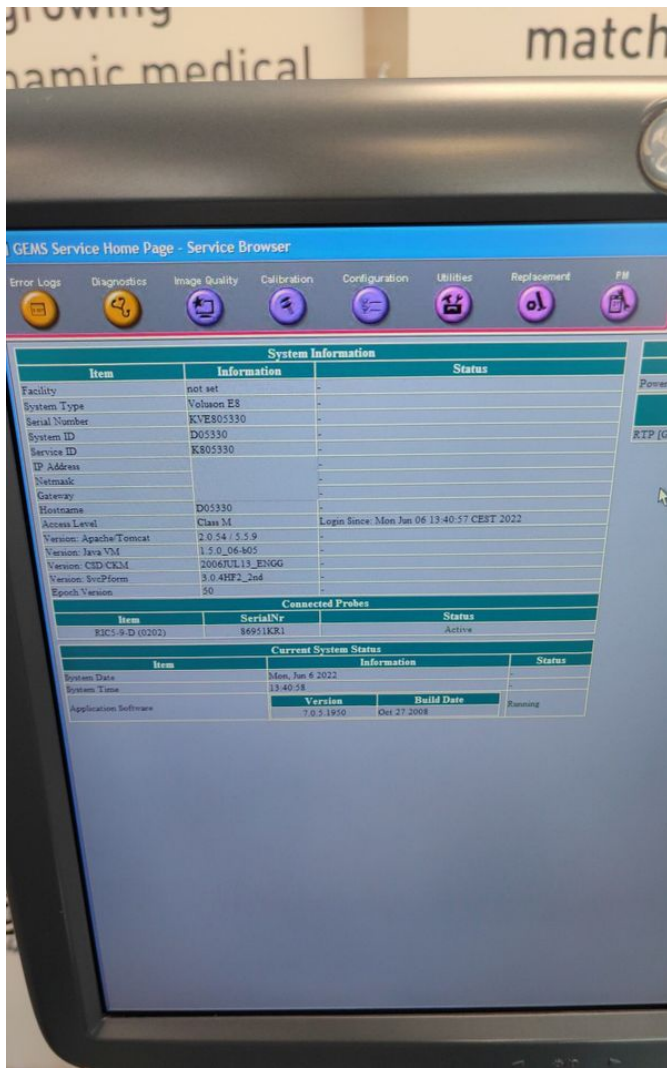 growing
namic medical
match
GEMS Service Home Page - Service Browser
Error Logs Diagnostics Image Quality Calibration Configuration Utilities Replacement PM
System Information
Item Information Status
Facility not set -
System Type Voluson E8 -
Serial Number KVE805330 -
System ID D05330 -
Service ID K805330 -
IP Address -
Netmask -
Gateway -
Hostname D05330 -
Access Level Class M Login Since: Mon Jun 06 13:40:57 CEST 2022
Version: Apache/Tomcat 2.0.54 / 5.5.9 -
Version: Java VM 1.5.0_06-b05 -
Version: CSD/CKM 2006JUL13_ENGG -
Version: SvcPform 3.0.4HF2_2nd -
Epoch Version 50 -
Connected Probes
Item SerialNr Status
RIC5-9-D (0202) 86951KR1 Active
Current System Status
Item Information Status
System Date Mon, Jun 6 2022 -
System Time 13:40:58 -
Application Software Version Build Date Running
7.0.5.1950 Oct 27 2008
Power
RTP [G